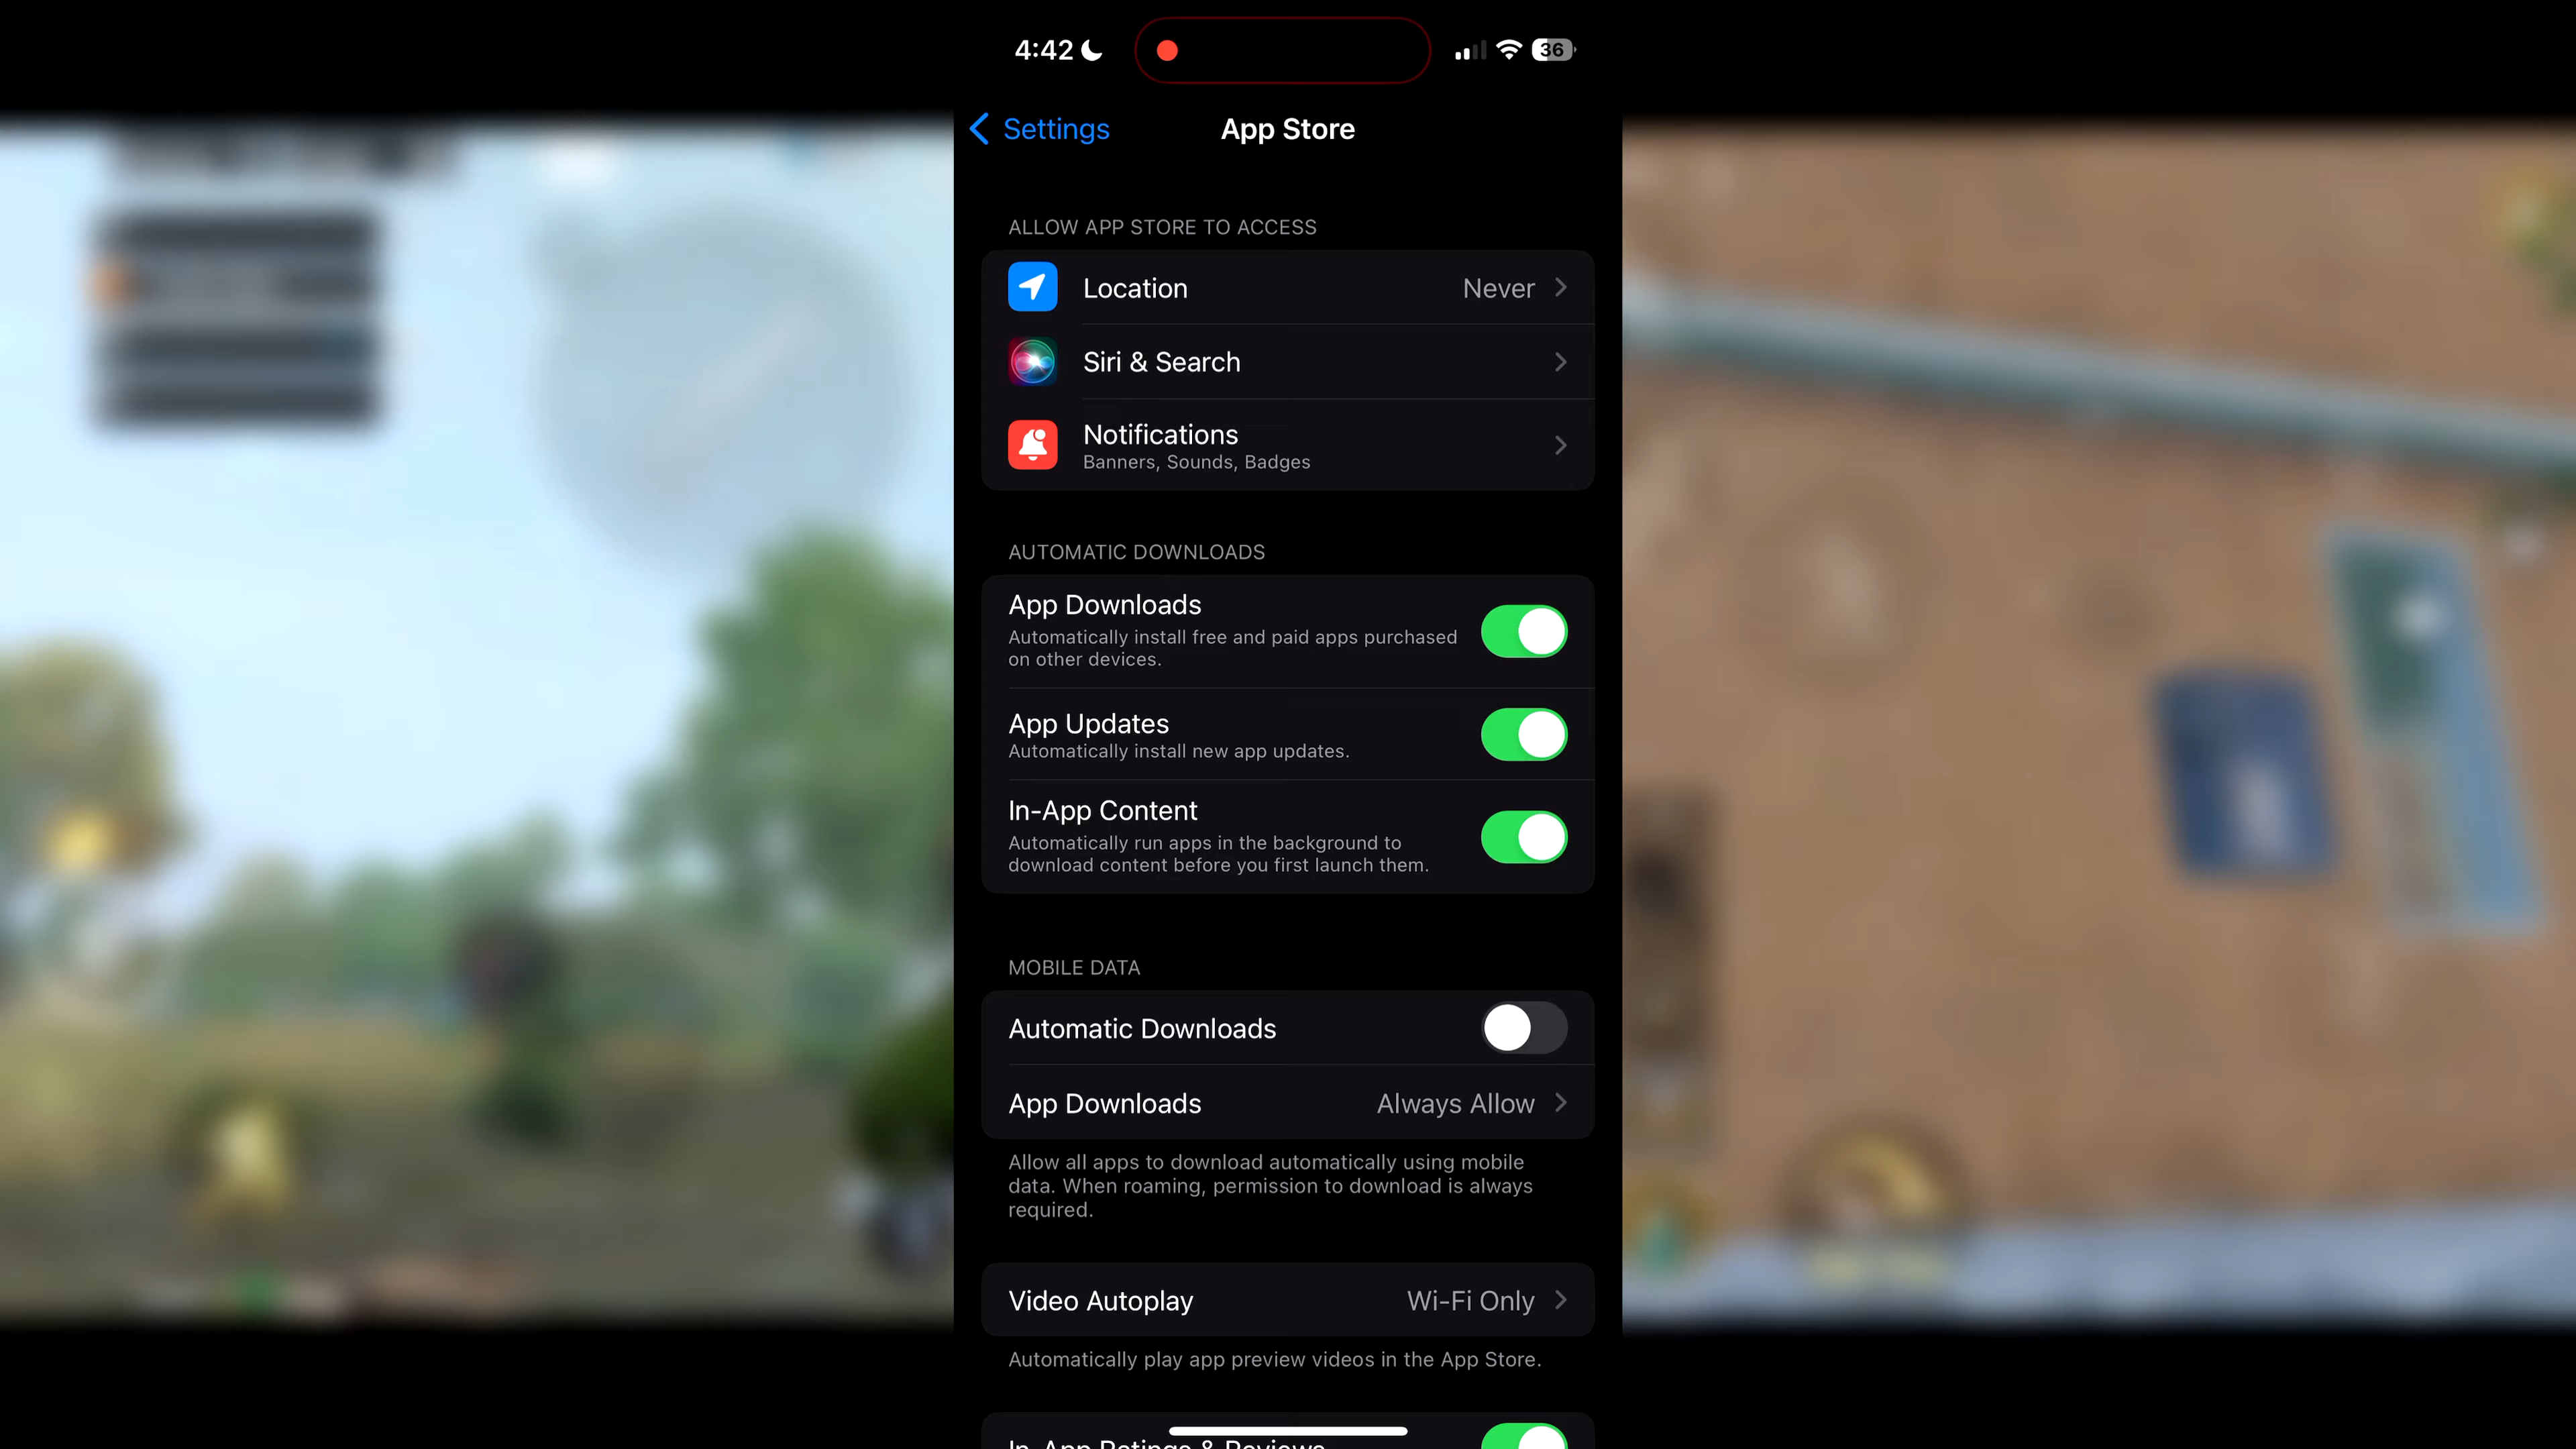 4:42
36
Settings
App Store
ALLOW APP STORE TO ACCESS
Location
Never
Siri & Search
Notifications
Banners, Sounds, Badges
AUTOMATIC DOWNLOADS
App Downloads
Automatically install free and paid apps purchased
on other devices.
App Updates
Automatically install new app updates.
In-App Content
Automatically run apps in the background to
download content before you first launch them.
MOBILE DATA
Automatic Downloads
App Downloads
Always Allow
Allow all apps to download automatically using mobile
data. When roaming, permission to download is always
required.
Video Autoplay
Wi-Fi Only
Automatically play app preview videos in the App Store.
In-App Ratings & Reviews